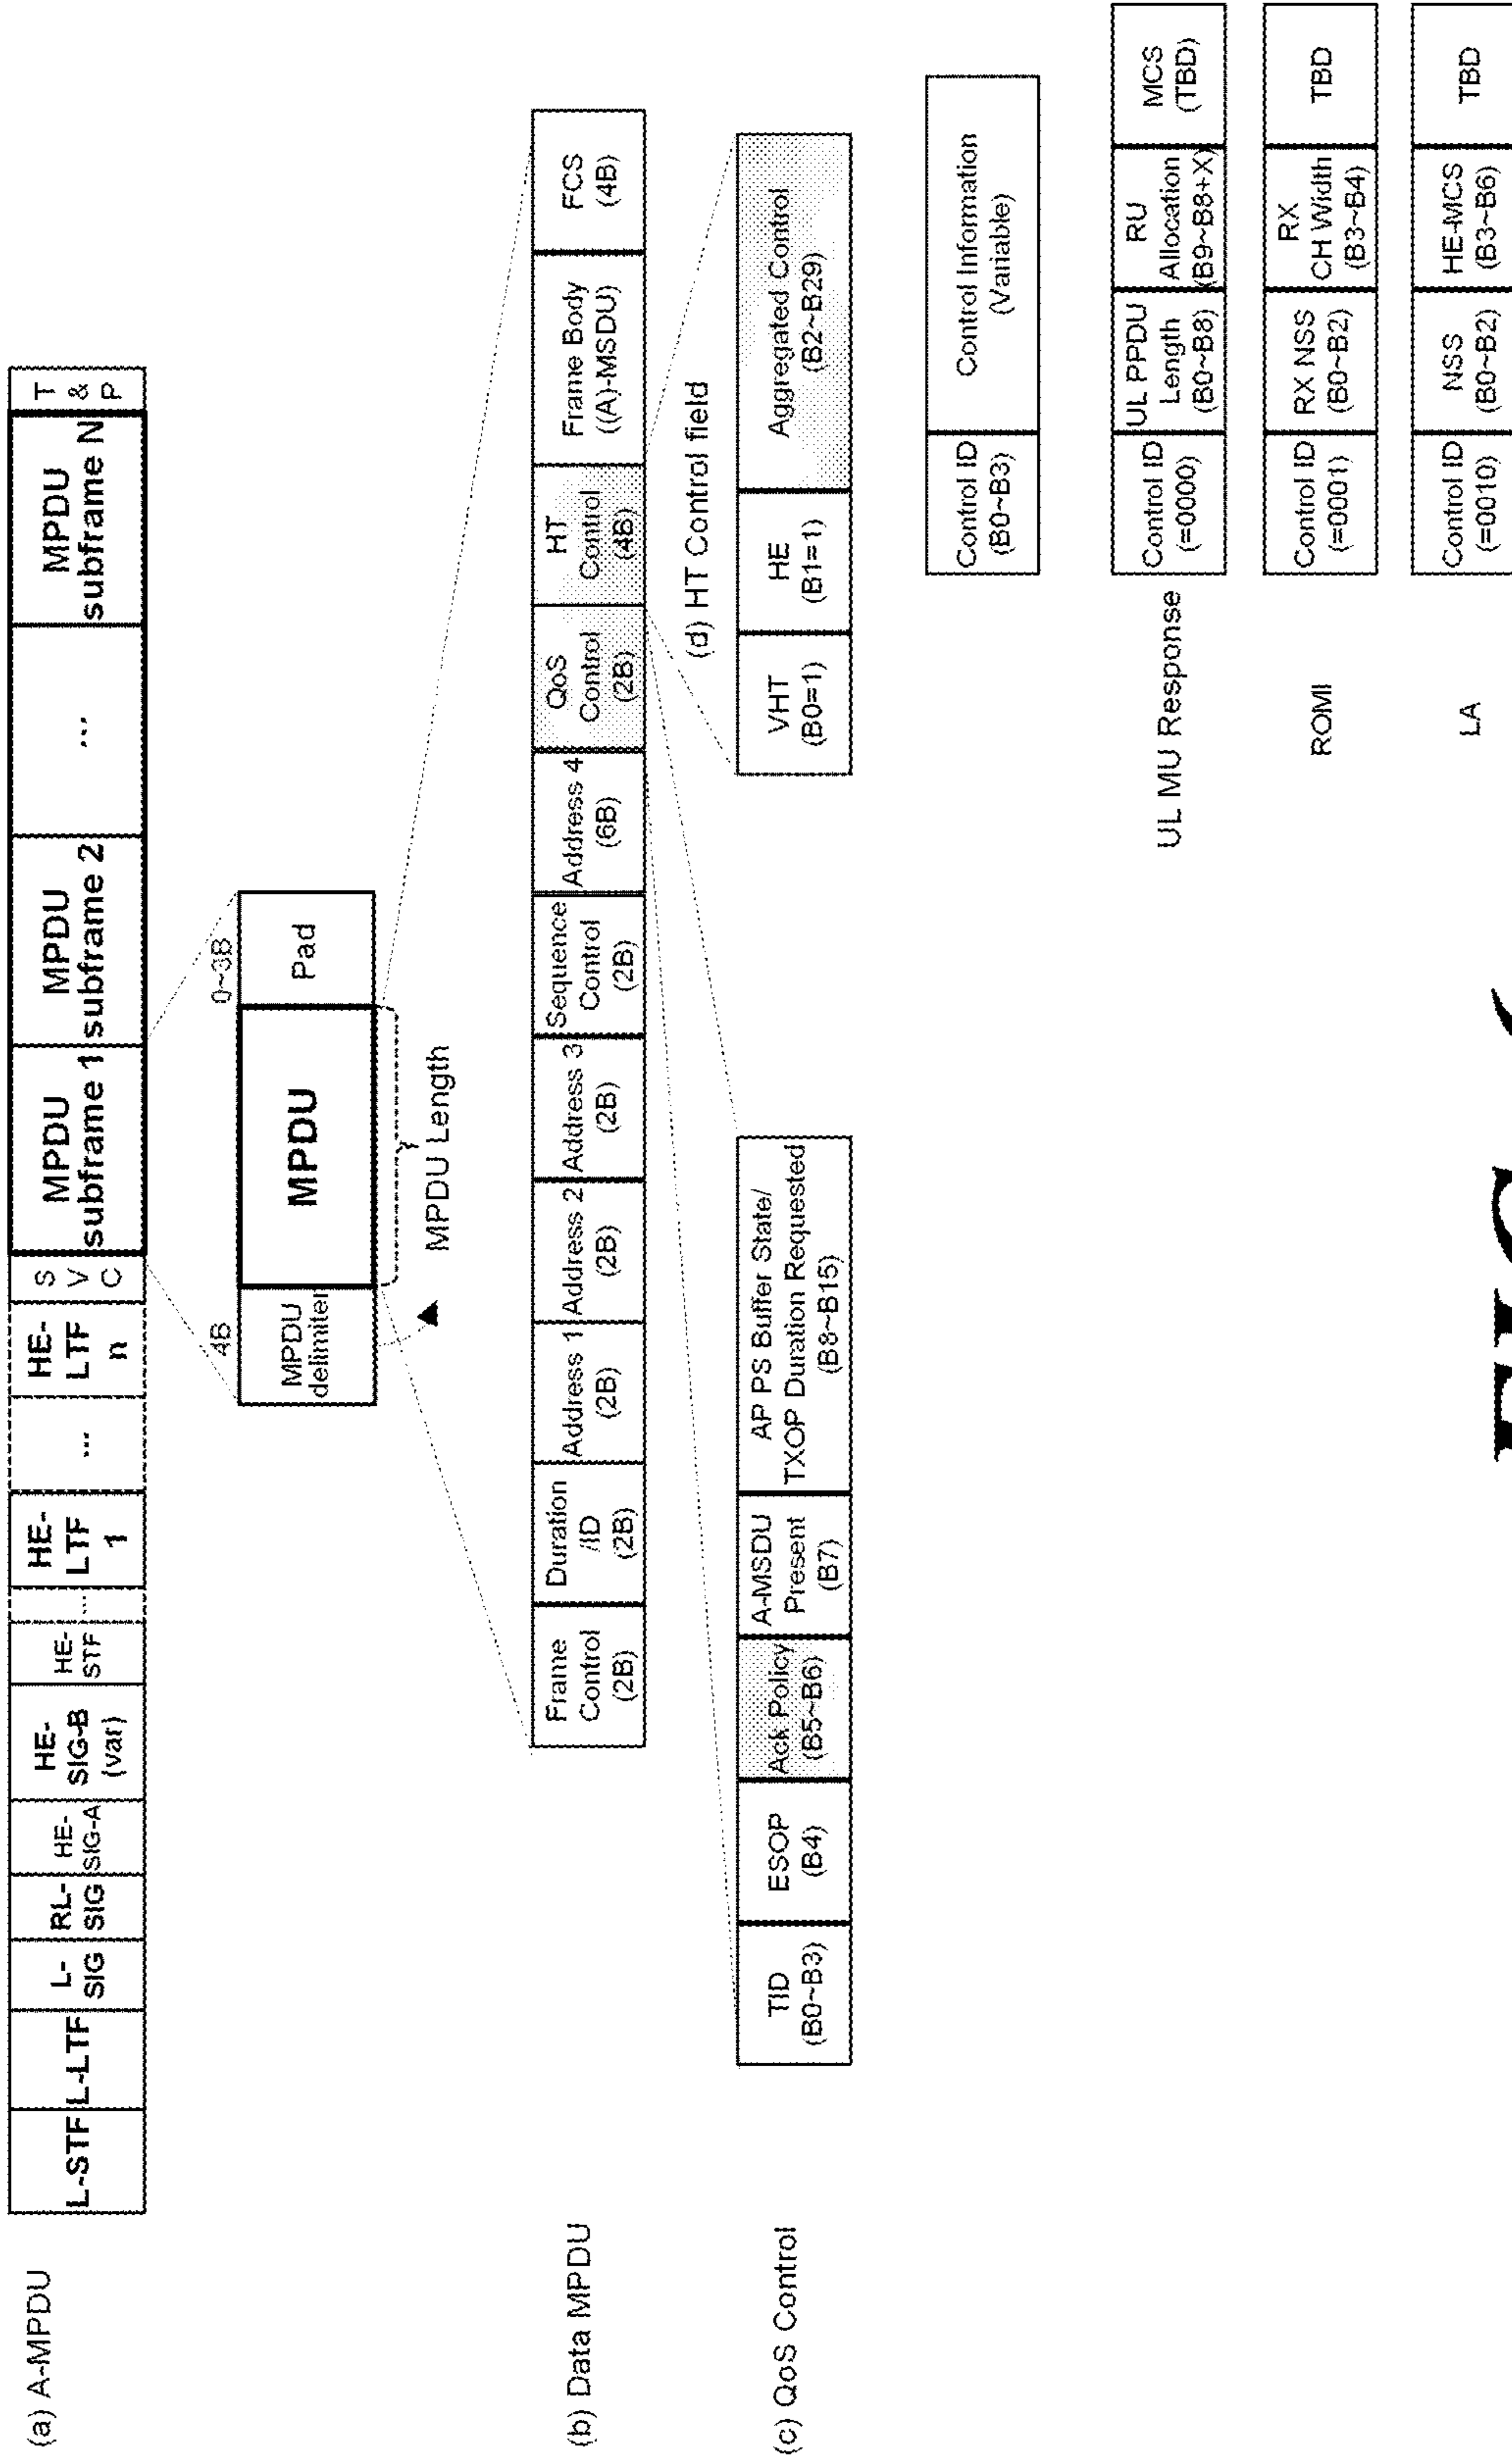 (a) A-MPDU
L-STF
L-LTF
L-
SIG
RL-
SIG
HE-
SIG-A
HE-
SIG-B
(var)
HE-
STF
...
HE-
LTF
1
...
HE-
LTF
n
S
V
C
MPDU
subframe 1
MPDU
subframe 2
...
MPDU
subframe N
T
&
P
4B
0~3B
MPDU
delimiter
MPDU
Pad
MPDU Length
(b) Data MPDU
Frame
Control
(2B)
Duration
/ID
(2B)
Address 1
(2B)
Address 2
(2B)
Address 3
(2B)
Sequence
Control
(2B)
Address 4
(6B)
QoS
Control
(2B)
HT
Control
(4B)
Frame Body
((A)-MSDU)
FCS
(4B)
(c) QoS Control
TID
(B0~B3)
ESOP
(B4)
Ack Policy
(B5~B6)
A-MSDU
Present
(B7)
AP PS Buffer State/
TXOP Duration Requested
(B8~B15)
(d) HT Control field
VHT
(B0=1)
HE
(B1=1)
Aggregated Control
(B2~B29)
Control ID
(B0~B3)
Control Information
(Variable)
UL MU Response
Control ID
(=0000)
UL PPDU
Length
(B0~B8)
RU
Allocation
(B9~B8+X)
MCS
(TBD)
ROMI
Control ID
(=0001)
RX NSS
(B0~B2)
RX
CH Width
(B3~B4)
TBD
LA
Control ID
(=0010)
NSS
(B0~B2)
HE-MCS
(B3~B6)
TBD